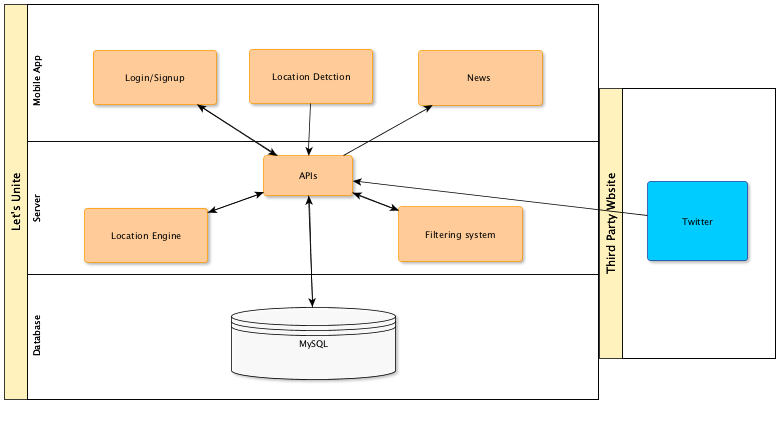 Let's Unite
Mobile App
Login/Signup
Location Detction
News
Server
APIs
Location Engine
Filtering system
Database
MySQL
Third Party Wbsite
Twitter